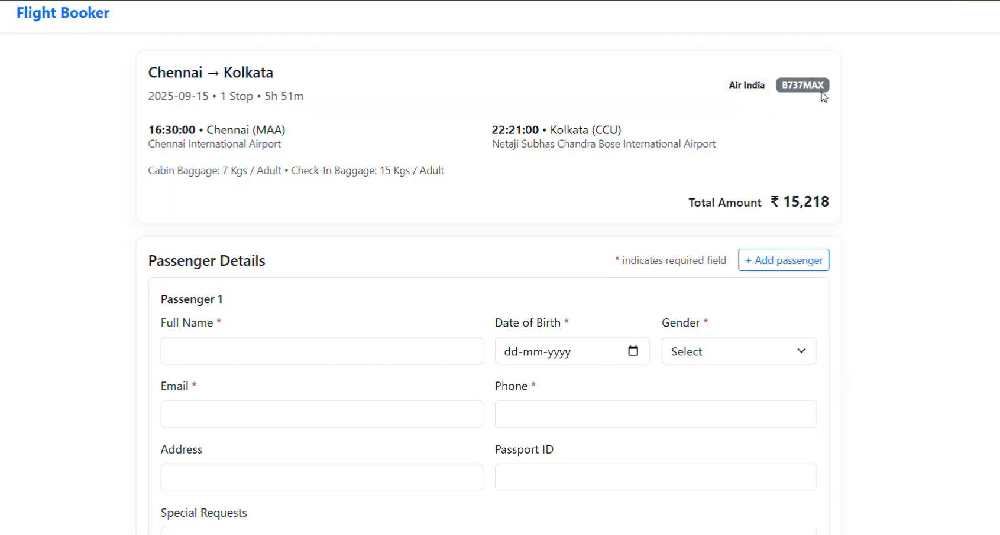 Flight Booker
Chennai → Kolkata
2025-09-15 • 1 Stop • 5h 51m
Air India B737MAX
16:30:00 • Chennai (MAA)
Chennai International Airport
22:21:00 • Kolkata (CCU)
Netaji Subhas Chandra Bose International Airport
Cabin Baggage: 7 Kgs / Adult • Check-In Baggage: 15 Kgs / Adult
Total Amount ₹ 15,218
Passenger Details
* indicates required field
+ Add passenger
Passenger 1
Full Name *
Date of Birth *
dd-mm-yyyy
Gender *
Select
Email *
Phone *
Address
Passport ID
Special Requests